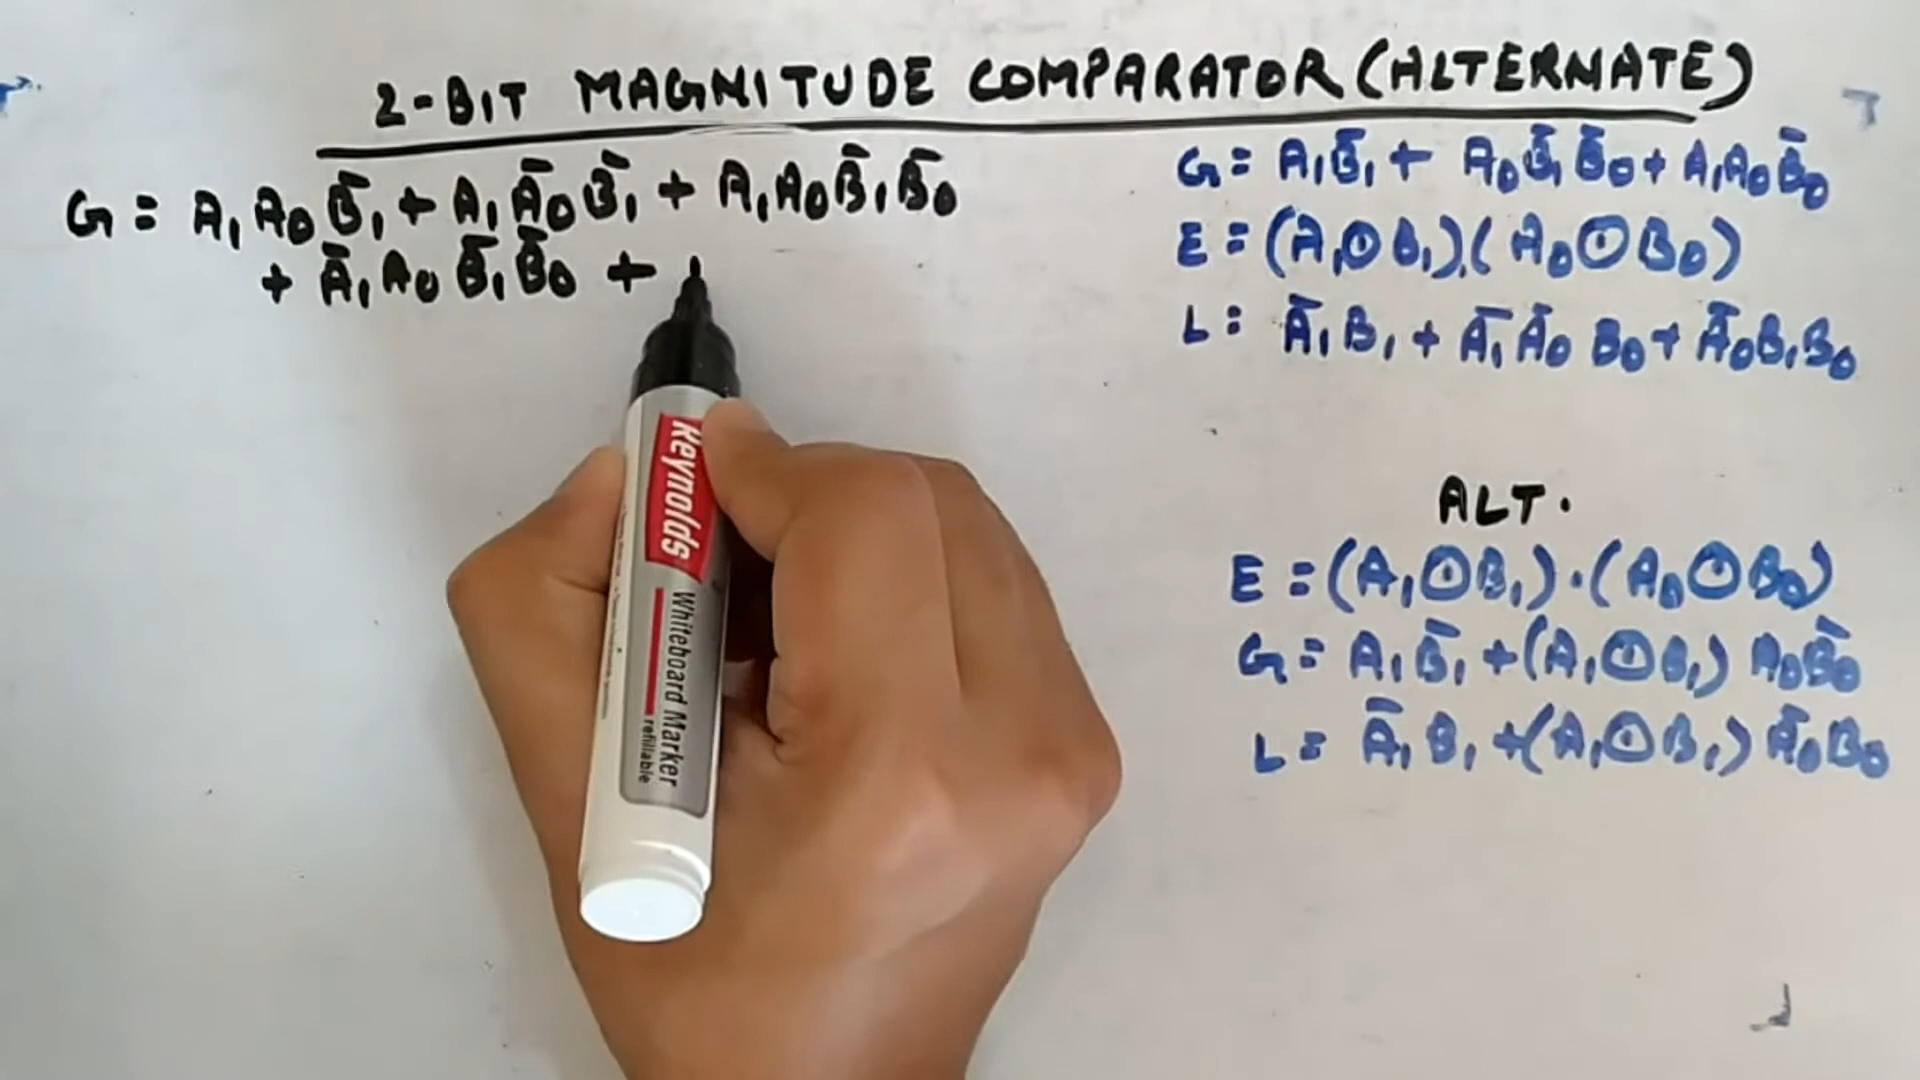 2-BIT MAGNITUDE COMPARATOR (ALTERNATE)
G = A₁A₀B̄₁ + A₁Ā₀B̄₁ + A₁A₀B̄₁B̄₀
+ Ā₁A₀B̄₁B̄₀ +
G = A₁B̄₁ + A₀B̄₁B̄₀ + A₁A₀B̄₀
E = (A₁⊙B₁).(A₀⊙B₀)
L = Ā₁B₁ + Ā₁Ā₀B₀ + Ā₀B₁B₀
ALT.
E = (A₁⊙B₁).(A₀⊙B₀)
G = A₁B̄₁ + (A₁⊙B₁) A₀B̄₀
L = Ā₁B₁ + (A₁⊙B₁) Ā₀B₀
Reynolds
Whiteboard Marker
refillable